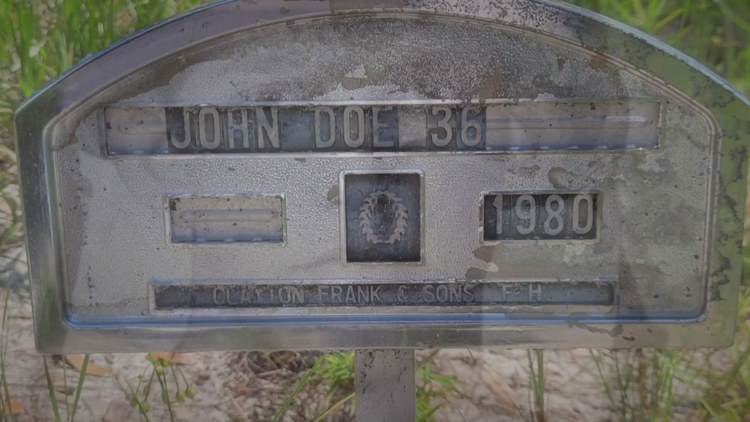 JOHN DOE 36
1980
CLAYTON FRANK & SONS F H